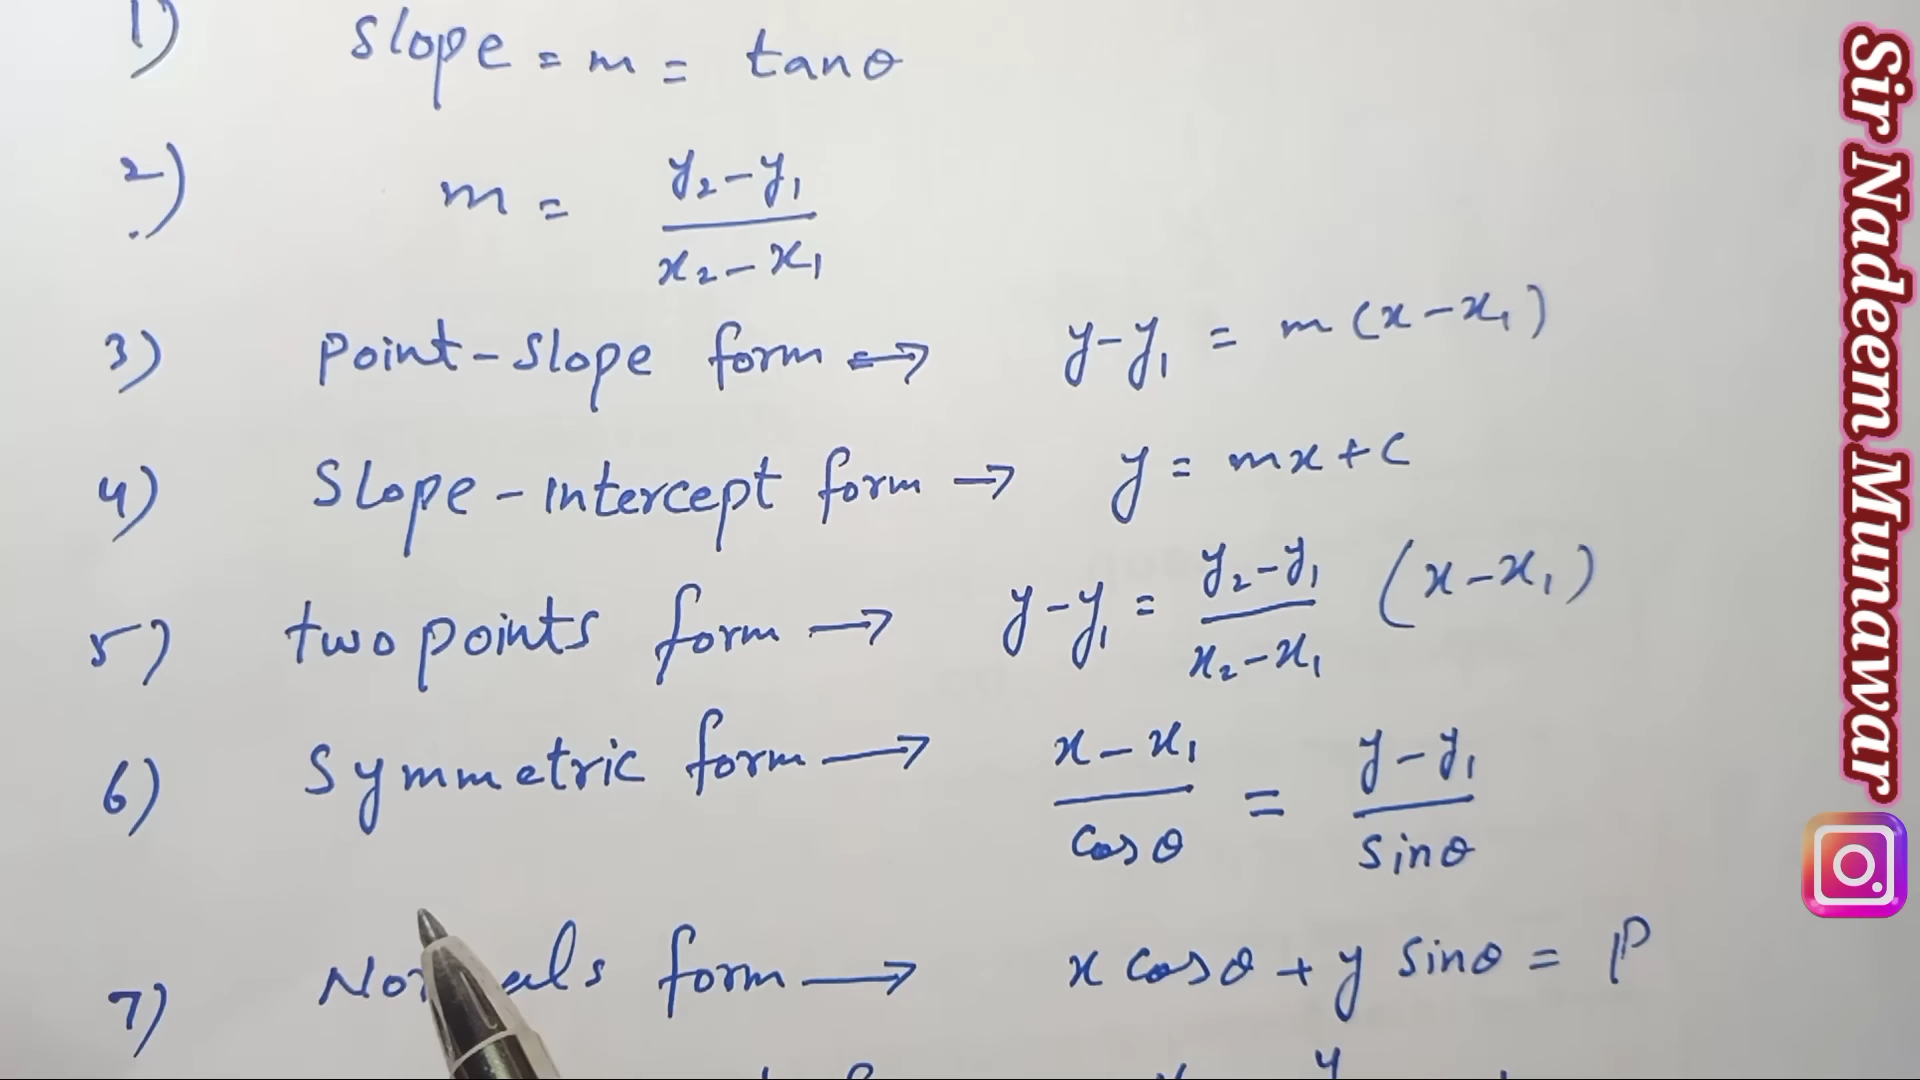 1) Slope = m = tanθ
2) m = (y₂-y₁)/(x₂-x₁)
3) point-slope form → y-y₁ = m(x-x₁)
4) Slope-intercept form → y = mx+c
5) two points form → y-y₁ = (y₂-y₁)/(x₂-x₁) (x-x₁)
6) Symmetric form → (x-x₁)/cosθ = (y-y₁)/sinθ
7) form → x cosθ + y sinθ = P
Sir Nadeem Munawar